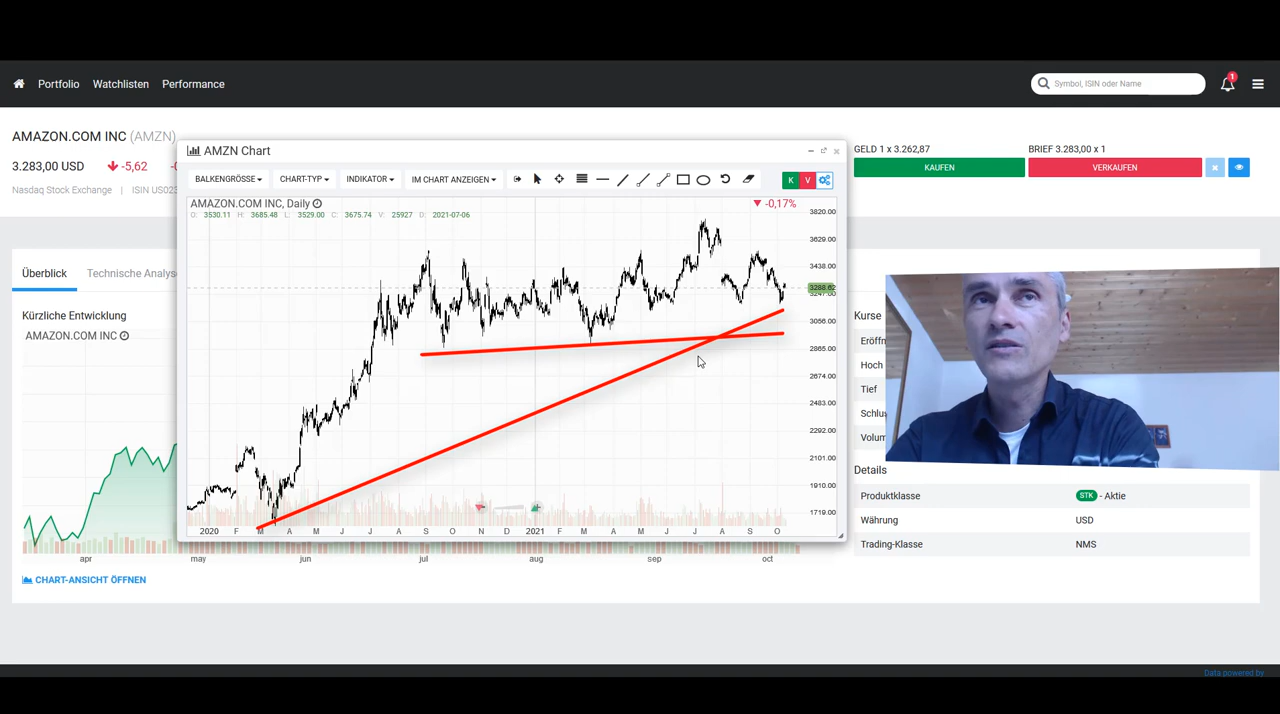 Portfolio Watchlisten Performance
Symbol, ISIN oder Name
1
AMAZON.COM INC (AMZN)
3.283,00 USD -5,62
Nasdaq Stock Exchange | ISIN US023
GELD 1 x 3.262,87 BRIEF 3.283,00 x 1
KAUFEN VERKAUFEN
AMZN Chart
BALKENGRÖSSE CHART-TYP INDIKATOR IM CHART ANZEIGEN
K V
AMAZON.COM INC, Daily
-0,17%
O: 3530.11 H: 3685.48 L: 3529.00 C: 3675.74 V: 25927 D: 2021-07-06
3820.00
3629.00
3438.00
3288.62
3247.00
3056.00
2865.00
2674.00
2483.00
2292.00
2101.00
1910.00
1719.00
2020 F M A M J J A S O N D 2021 F M A M J J A S O
Überblick Technische Analys
Kürzliche Entwicklung
AMAZON.COM INC
apr may jun jul aug sep oct
CHART-ANSICHT ÖFFNEN
Kurse
Eröff
Hoch
Tief
Schlu
Volum
Details
Produktklasse STK - Aktie
Währung USD
Trading-Klasse NMS
Data powered by